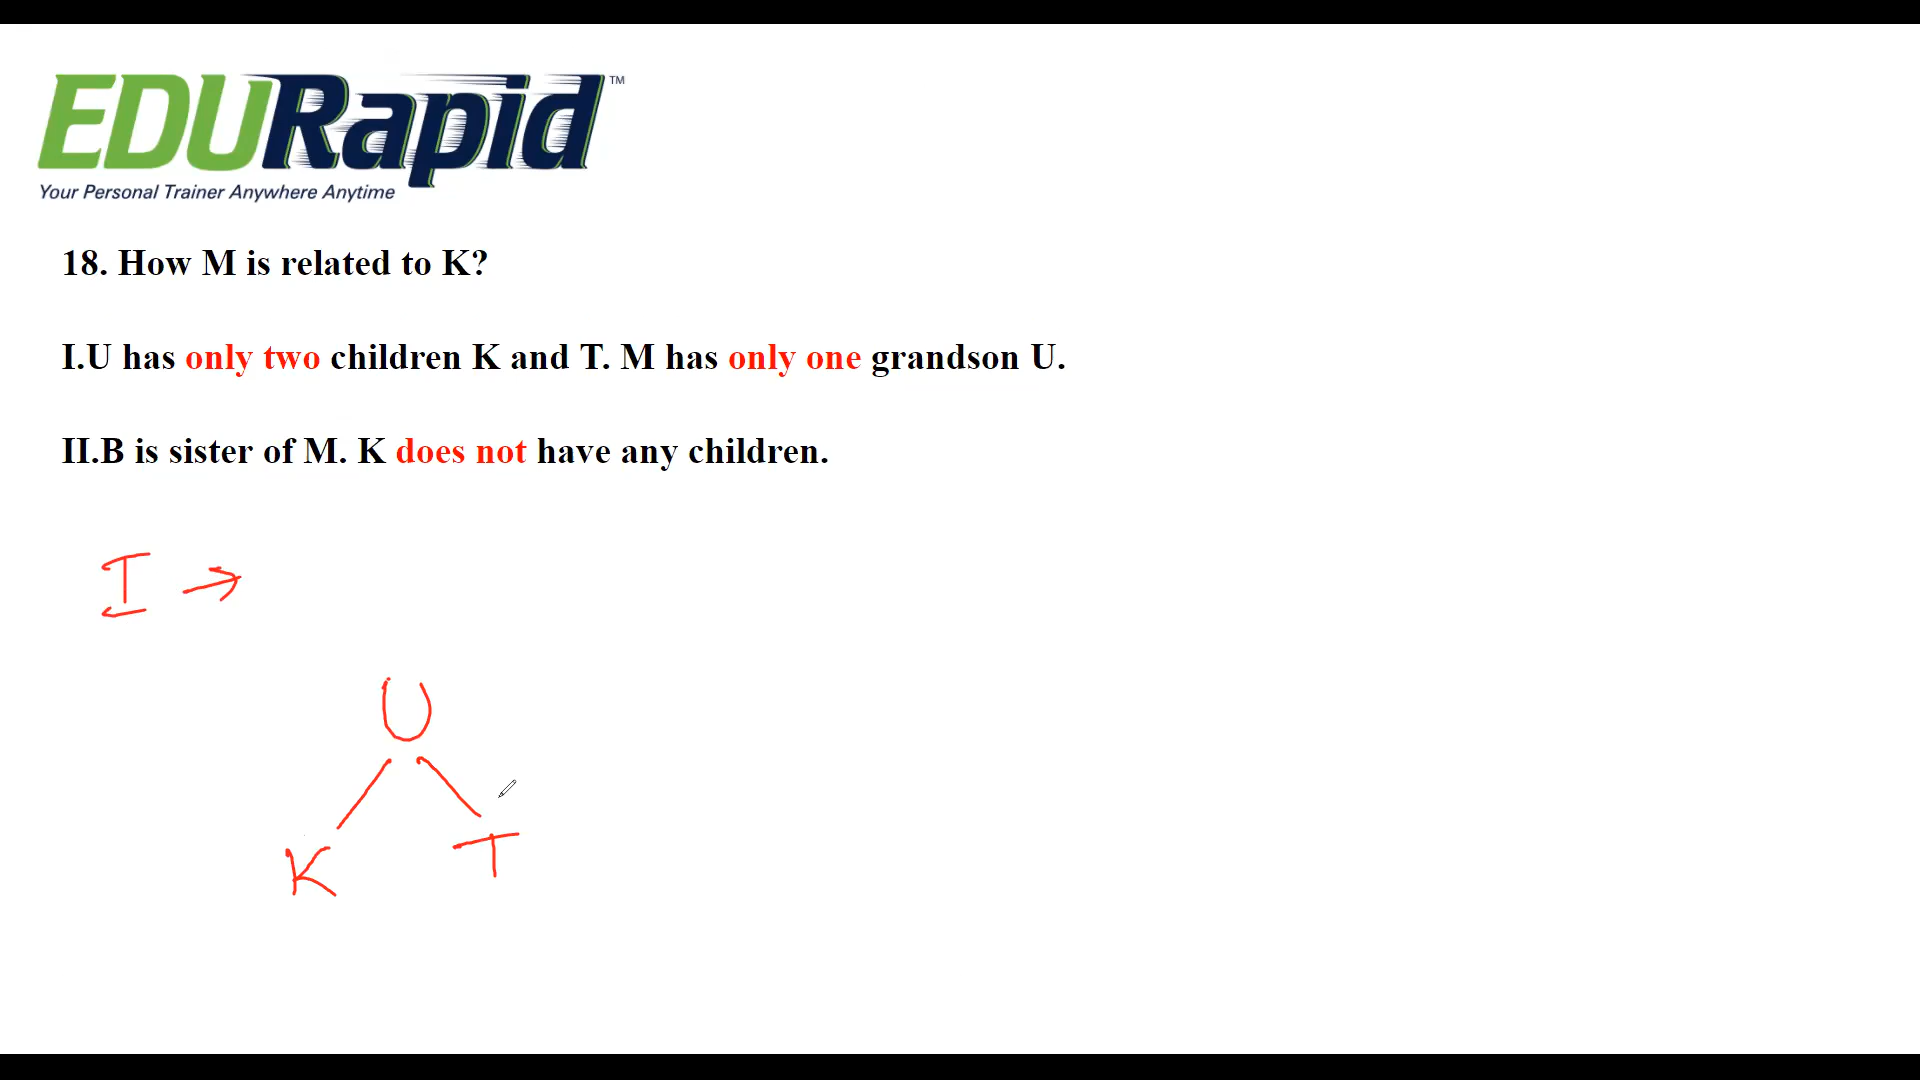 EDURapid™
Your Personal Trainer Anywhere Anytime
18. How M is related to K?
I.U has only two children K and T. M has only one grandson U.
II.B is sister of M. K does not have any children.
I →
U
K T